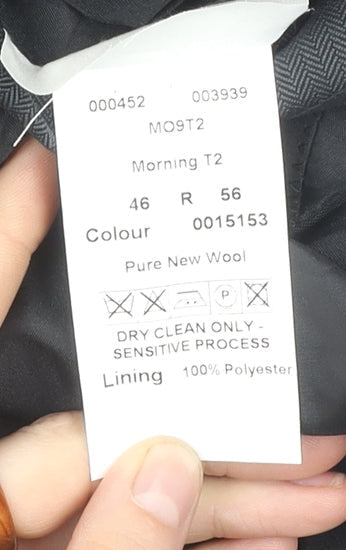 000452 003939
MO9T2
Morning T2
46 R 56
Colour 0015153
Pure New Wool
P
DRY CLEAN ONLY -
SENSITIVE PROCESS
Lining 100% Polyester